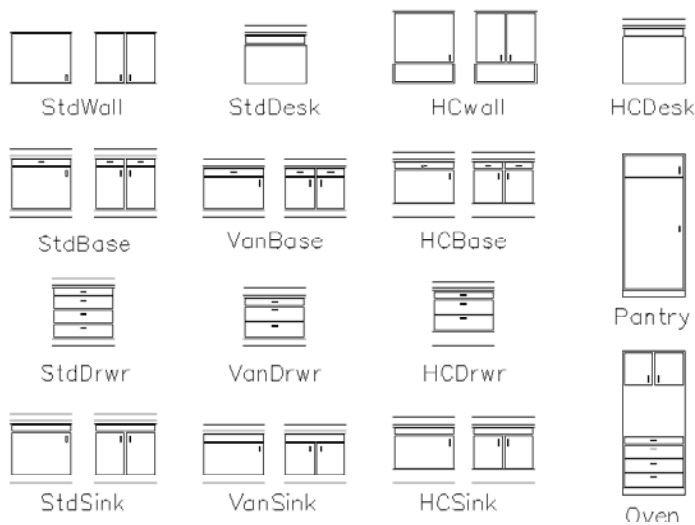 StdWall StdDesk HCwall HCDesk
StdBase VanBase HCBase
Pantry
StdDrwr VanDrwr HCDrwr
StdSink VanSink HCSink
Oven